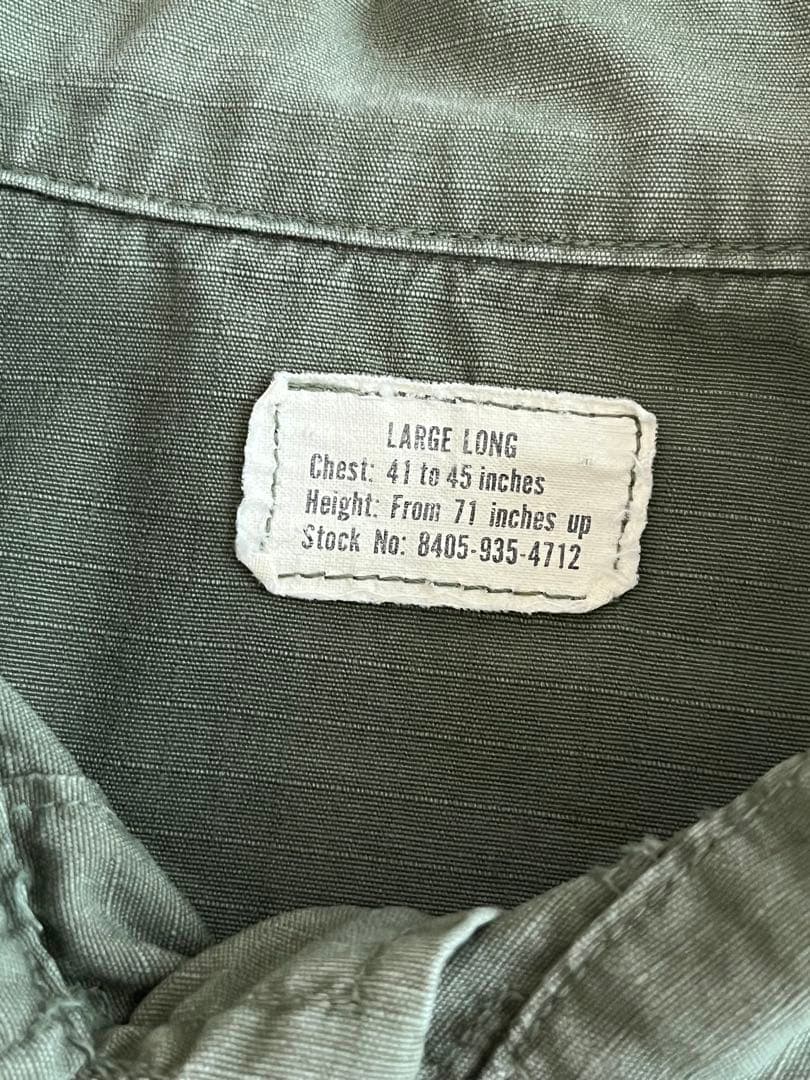 LARGE LONG
Chest: 41 to 45 inches
Height: From 71 inches up
Stock No: 8405-935-4712